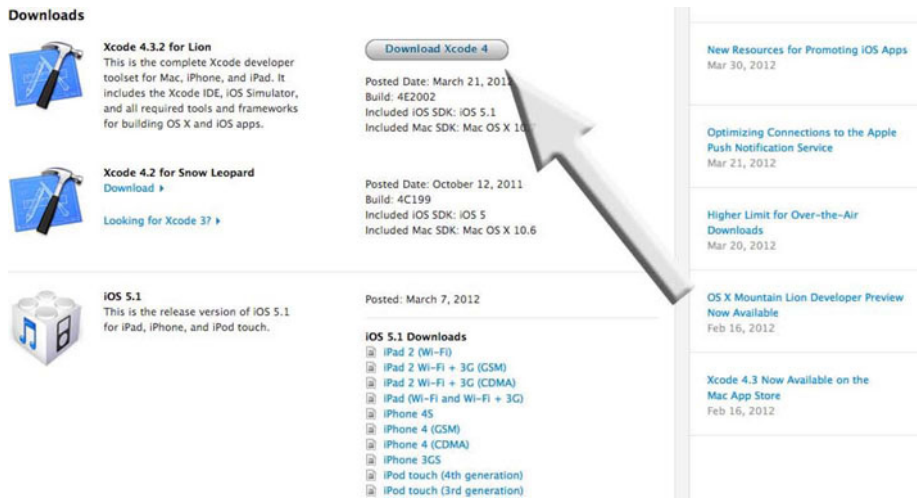 Downloads
Xcode 4.3.2 for Lion
This is the complete Xcode developer
toolset for Mac, iPhone, and iPad. It
includes the Xcode IDE, iOS Simulator,
and all required tools and frameworks
for building OS X and iOS apps.
Download Xcode 4
Posted Date: March 21, 2012
Build: 4E2002
Included iOS SDK: iOS 5.1
Included Mac SDK: Mac OS X
Xcode 4.2 for Snow Leopard
Download
Looking for Xcode 3?
Posted Date: October 12, 2011
Build: 4C199
Included iOS SDK: iOS 5
Included Mac SDK: Mac OS X 10.6
iOS 5.1
This is the release version of iOS 5.1
for iPad, iPhone, and iPod touch.
Posted: March 7, 2012
iOS 5.1 Downloads
iPad 2 (Wi-Fi)
iPad 2 Wi-Fi + 3G (GSM)
iPad 2 Wi-Fi + 3G (CDMA)
iPad (Wi-Fi and Wi-Fi + 3G)
iPhone 4S
iPhone 4 (GSM)
iPhone 4 (CDMA)
iPhone 3GS
iPod touch (4th generation)
iPod touch (3rd generation)
New Resources for Promoting iOS Apps
Mar 30, 2012
Optimizing Connections to the Apple
Push Notification Service
Mar 21, 2012
Higher Limit for Over-the-Air
Downloads
Mar 20, 2012
OS X Mountain Lion Developer Preview
Now Available
Feb 16, 2012
Xcode 4.3 Now Available on the
Mac App Store
Feb 16, 2012